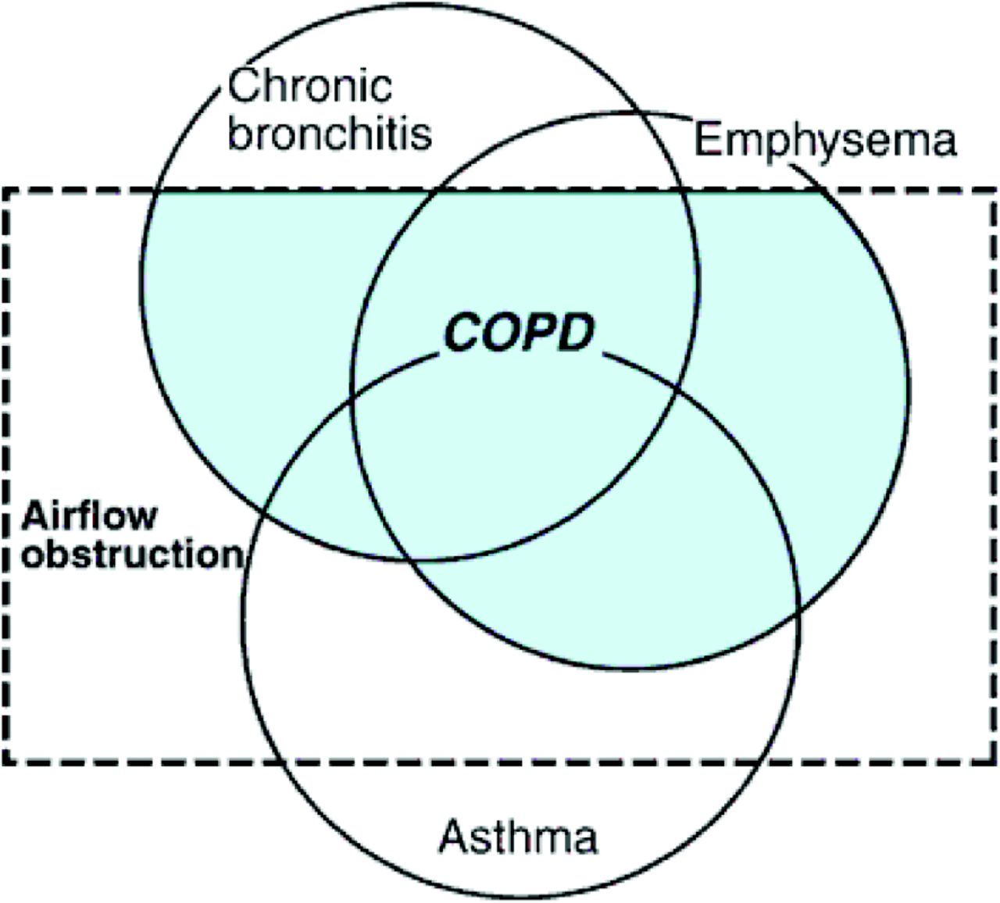 Chronic
bronchitis
Emphysema
COPD
Airflow
obstruction
Asthma